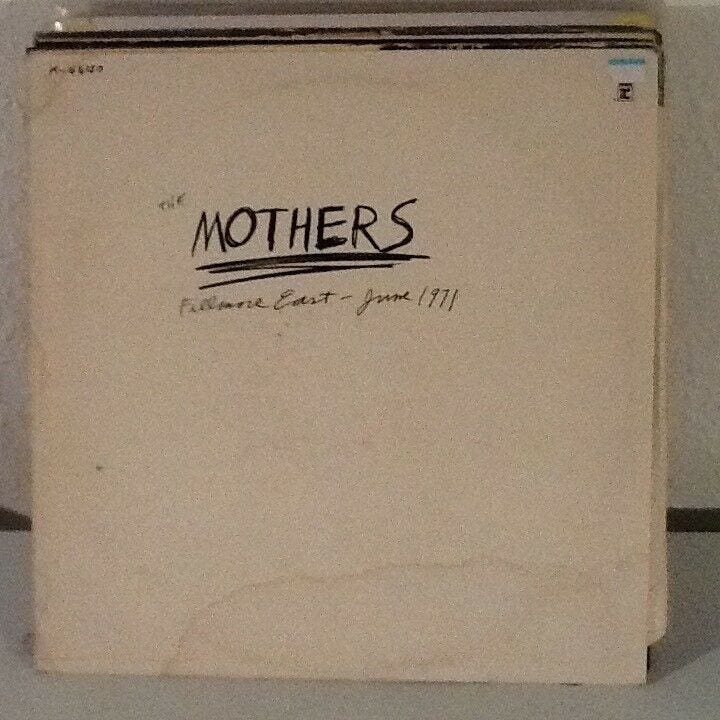 THE
MOTHERS
Fillmore East - June 1971